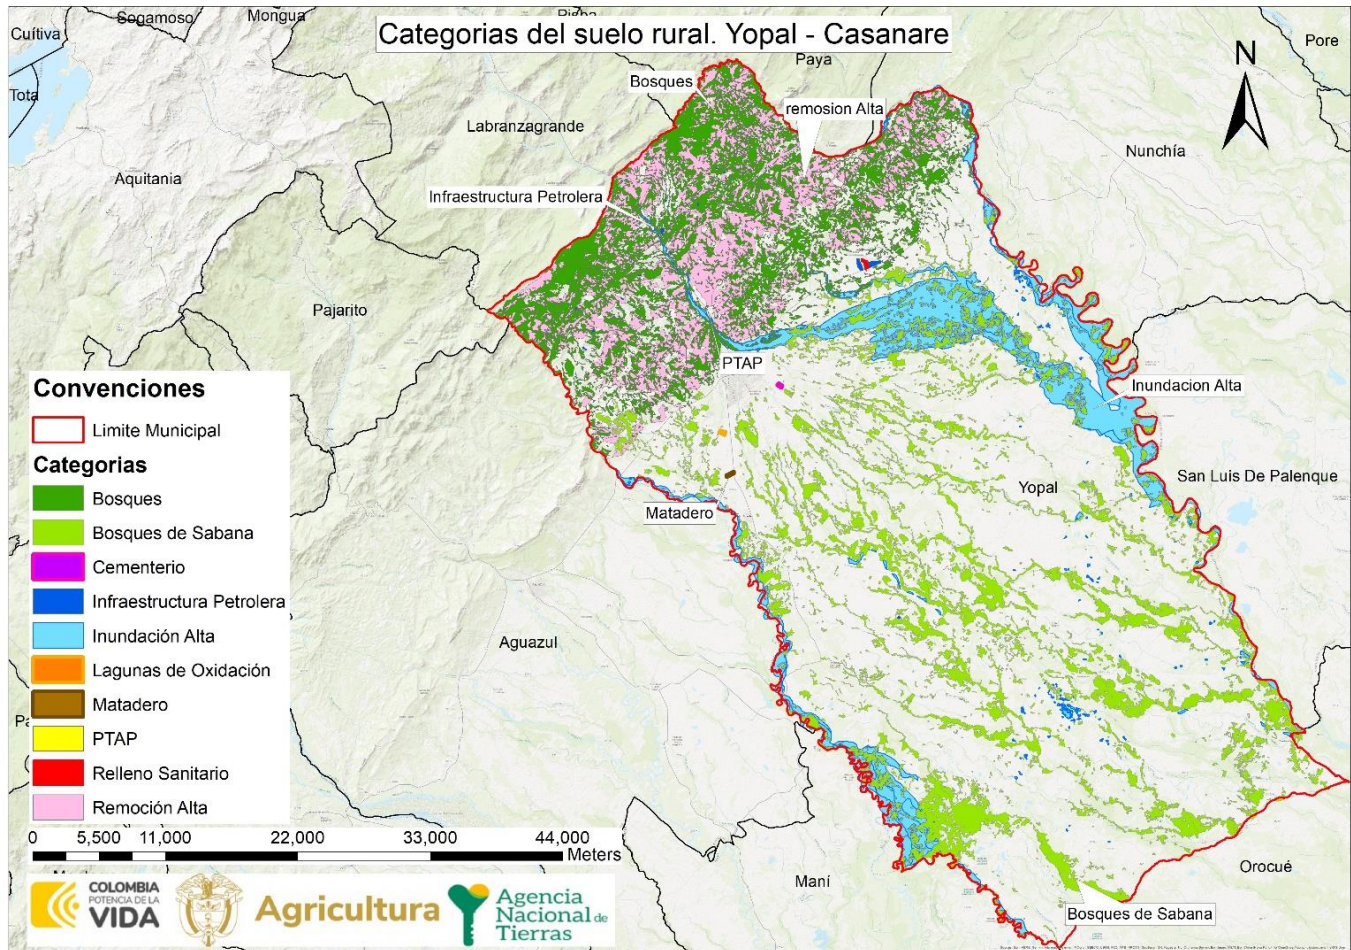 Categorias del suelo rural. Yopal - Casanare
Cuítiva
Sogamoso
Mongua
Pisba
Paya
Pore
N
Tota
Bosques
remosion Alta
Labranzagrande
Nunchía
Aquitania
Infraestructura Petrolera
Pajarito
PTAP
Inundacion Alta
San Luis De Palenque
Yopal
Matadero
Aguazul
Maní
Orocué
Bosques de Sabana
Convenciones
Limite Municipal
Categorias
Bosques
Bosques de Sabana
Cementerio
Infraestructura Petrolera
Inundación Alta
Lagunas de Oxidación
Matadero
PTAP
Relleno Sanitario
Remoción Alta
0 5,500 11,000 22,000 33,000 44,000
Meters
COLOMBIA
POTENCIA DE LA
VIDA
Agricultura
Agencia
Nacional de
Tierras